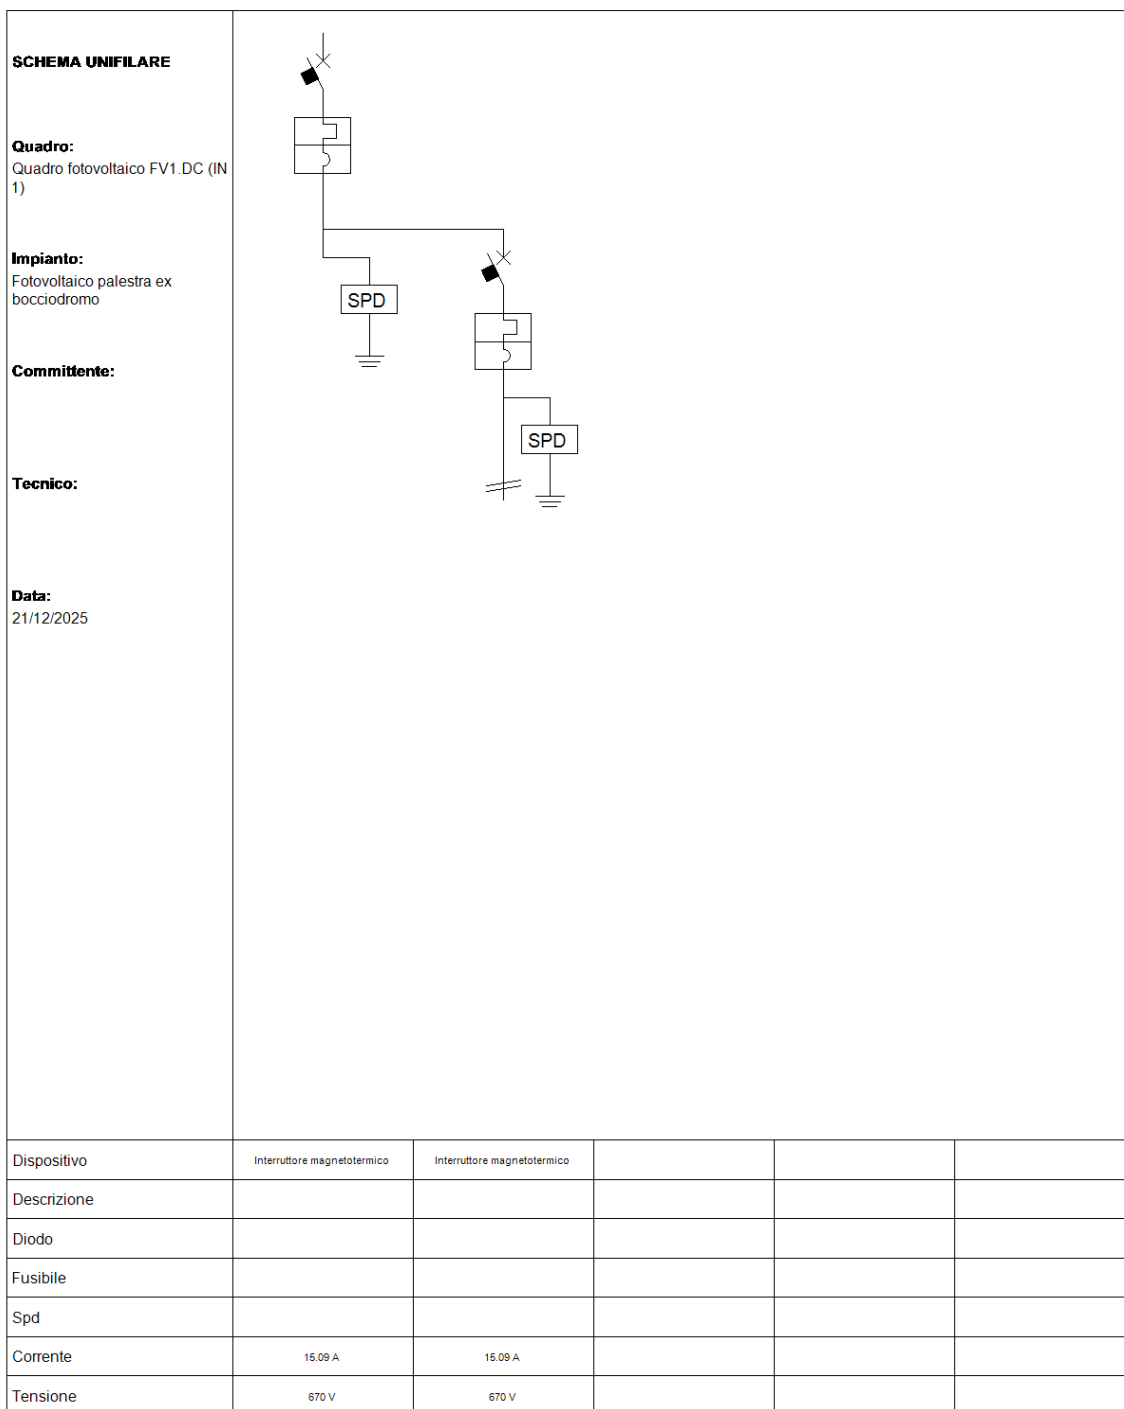 SCHEMA UNIFILARE
Quadro:
Quadro fotovoltaico FV1.DC (IN
1)
Impianto:
Fotovoltaico palestra ex
bocciodromo
Committente:
Tecnico:
Data:
21/12/2025
SPD
SPD
Dispositivo Interruttore magnetotermico Interruttore magnetotermico
Descrizione
Diodo
Fusibile
Spd
Corrente 15.09 A 15.09 A
Tensione 670 V 670 V